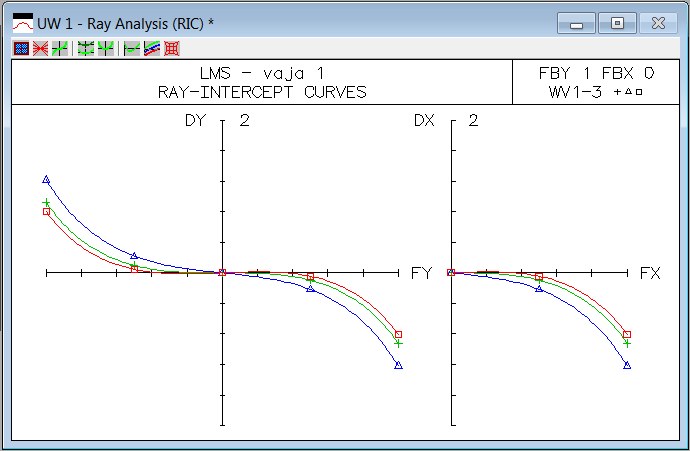 UW 1 - Ray Analysis (RIC) *
LMS - vaja 1
RAY-INTERCEPT CURVES
FBY 1 FBX 0
WV1-3 +△□
DY 2
DX 2
FY
FX